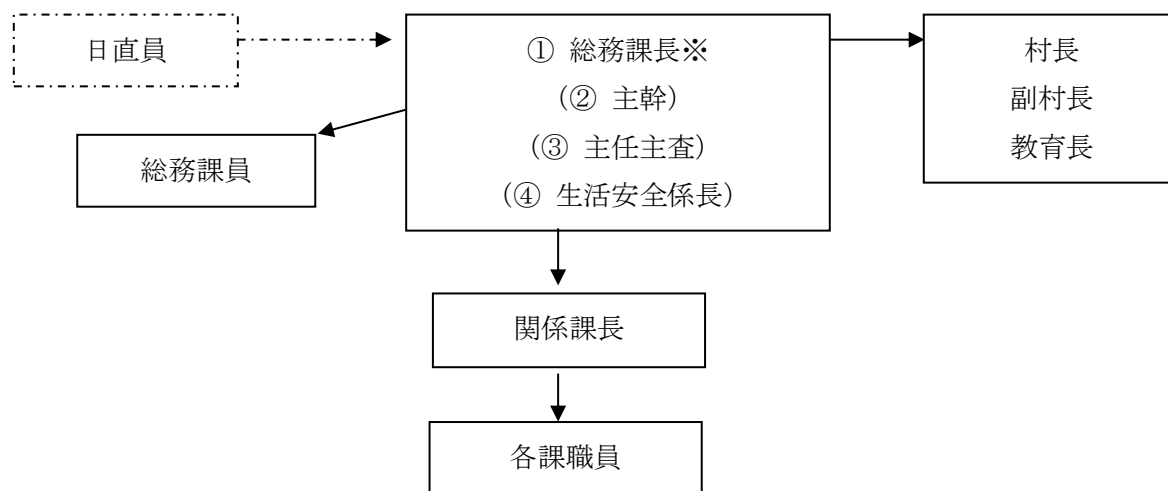 日直員
① 総務課長※
(② 主幹)
(③ 主任主査)
(④ 生活安全係長)
村長
副村長
教育長
総務課員
関係課長
各課職員